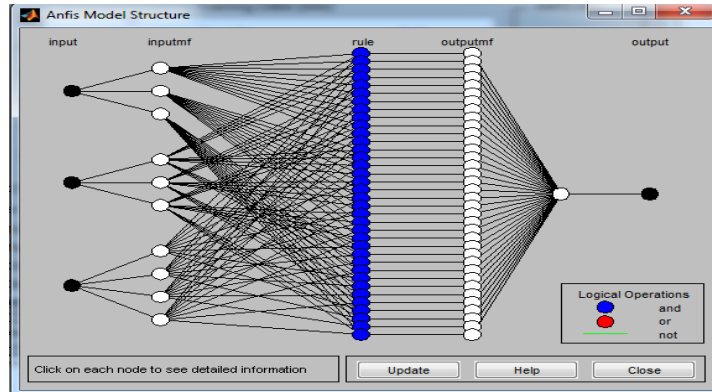 Anfis Model Structure
input inputmf rule outputmf output
Logical Operations
and
or
not
Click on each node to see detailed information Update Help Close